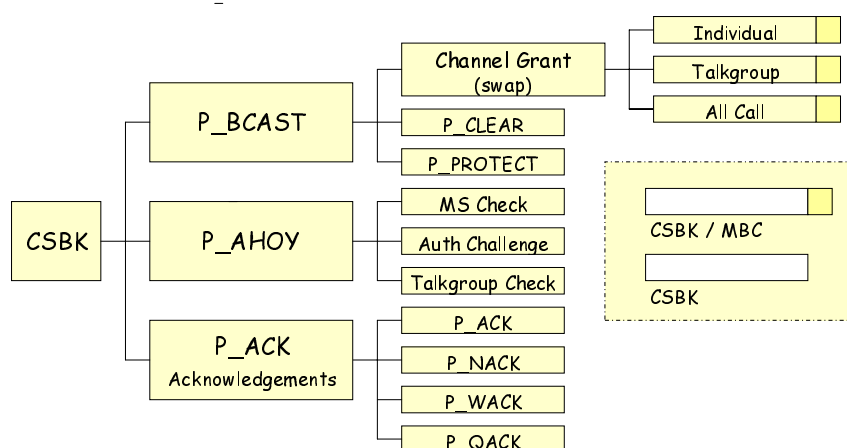 Individual
Channel Grant
(swap)
Talkgroup
All Call
P_BCAST
P_CLEAR
P_PROTECT
MS Check
CSBK
P_AHOY
Auth Challenge
Talkgroup Check
CSBK / MBC
CSBK
P_ACK
Acknowledgements
P_ACK
P_NACK
P_WACK
P_QACK